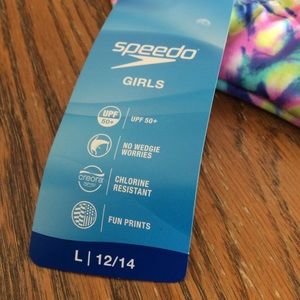 speedo
GIRLS
UPF
50+
UPF 50+
NO WEDGIE
WORRIES
creora
CHLORINE
RESISTANT
FUN PRINTS
L | 12/14